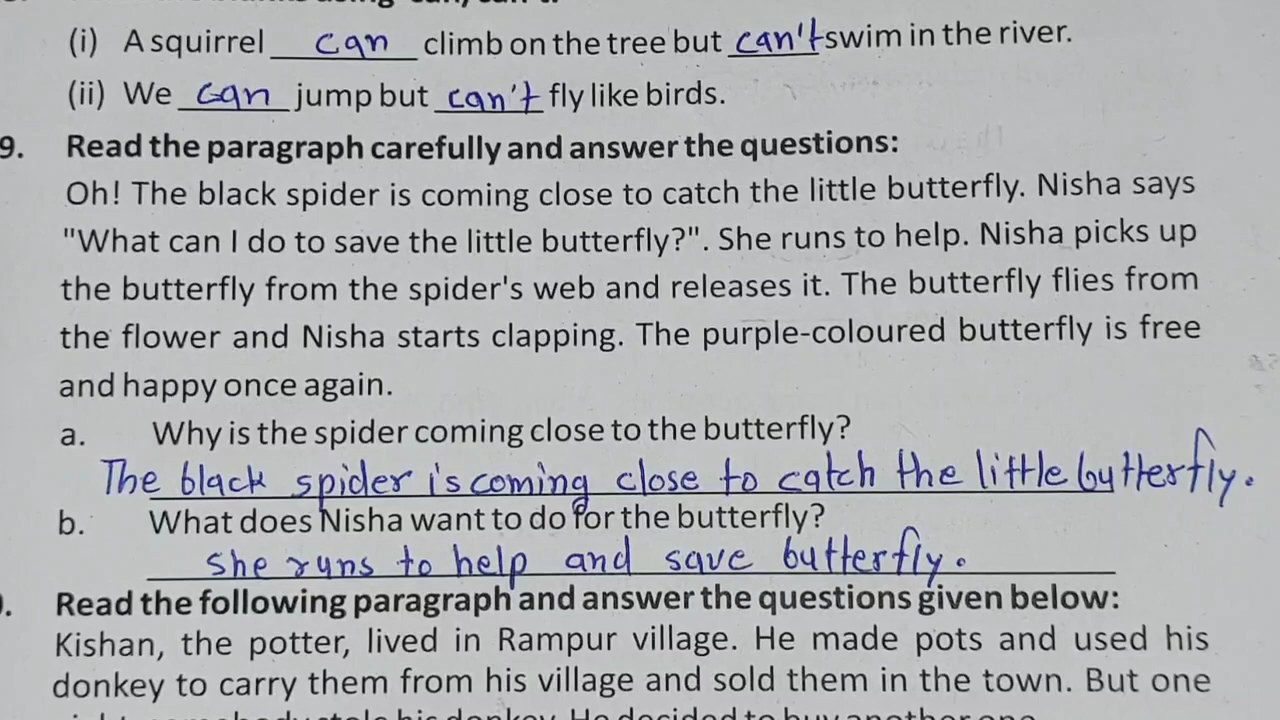 (i) A squirrel can climb on the tree but can't swim in the river.
(ii) We can jump but can't fly like birds.
9. Read the paragraph carefully and answer the questions:
Oh! The black spider is coming close to catch the little butterfly. Nisha says
"What can I do to save the little butterfly?". She runs to help. Nisha picks up
the butterfly from the spider's web and releases it. The butterfly flies from
the flower and Nisha starts clapping. The purple-coloured butterfly is free
and happy once again.
a. Why is the spider coming close to the butterfly?
The black spider is coming close to catch the little butterfly.
b. What does Nisha want to do for the butterfly?
She runs to help and save butterfly.
Read the following paragraph and answer the questions given below:
Kishan, the potter, lived in Rampur village. He made pots and used his
donkey to carry them from his village and sold them in the town. But one